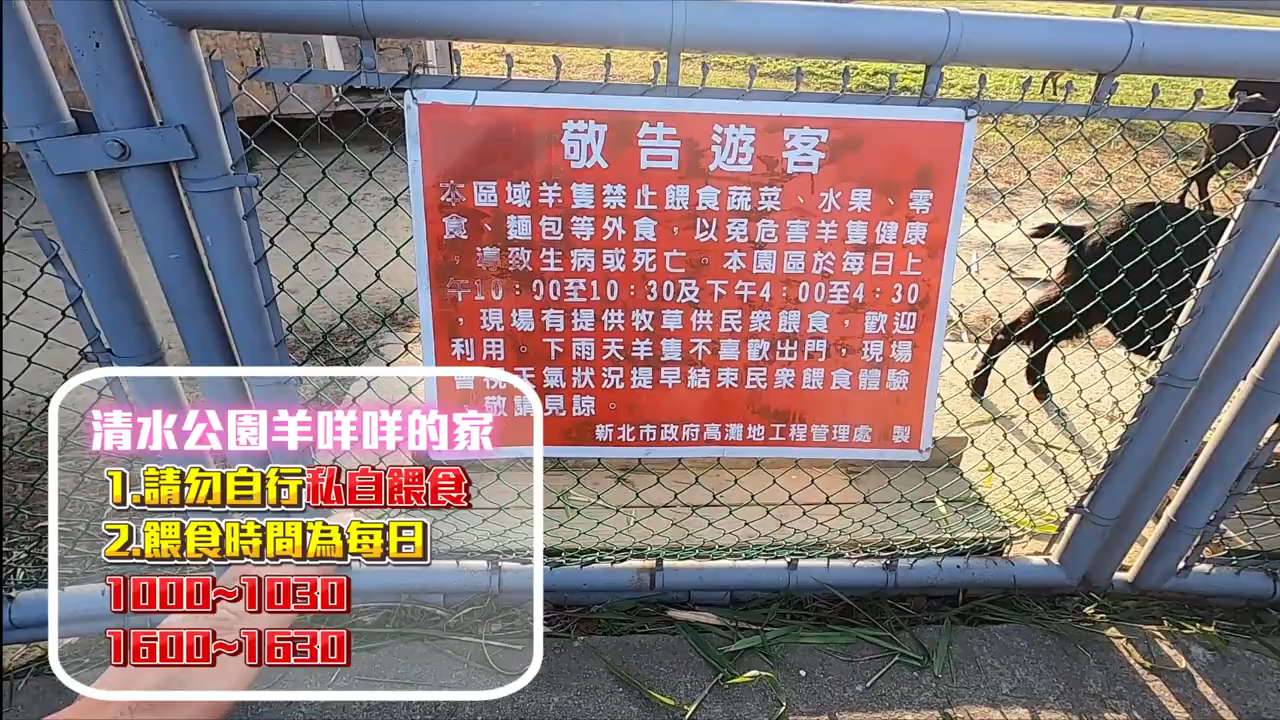 敬告遊客
本區域羊隻禁止餵食蔬菜、水果、零
食、麵包等外食，以免危害羊隻健康
，導致生病或死亡。本園區於每日上
午10：00至10：30及下午4：00至4：30
，現場有提供牧草供民眾餵食，歡迎
利用。下雨天羊隻不喜歡出門，現場
會視天氣狀況提早結束民眾餵食體驗
，敬請見諒。
新北市政府高灘地工程管理處 製
清水公園羊咩咩的家
1.請勿自行私自餵食
2.餵食時間為每日
1000~1030
1600~1630